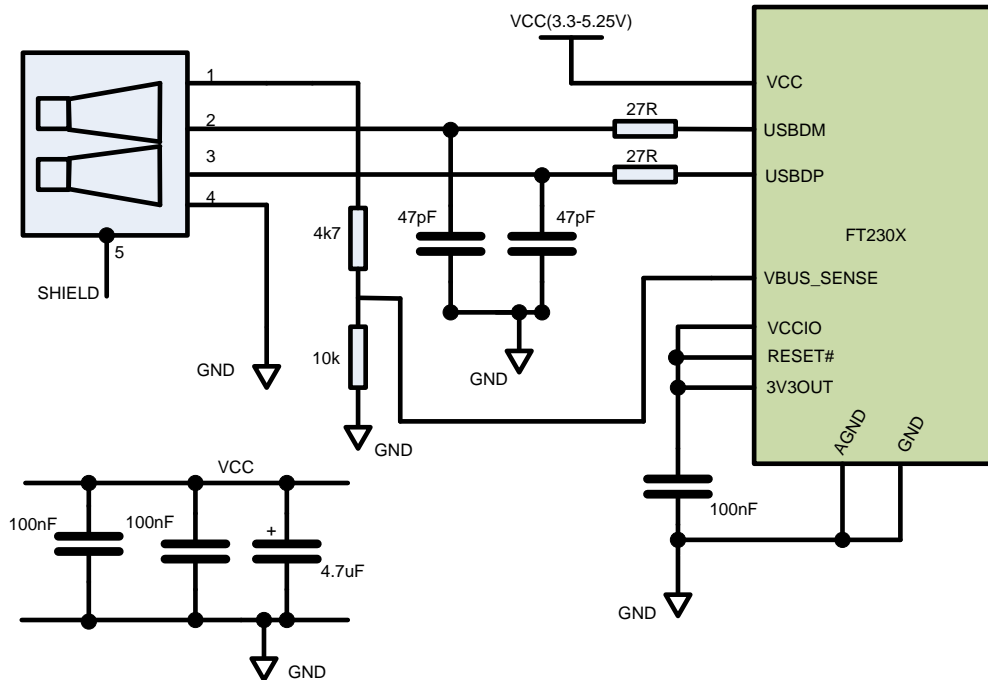 VCC(3.3-5.25V)
1
VCC
27R
2
USBDM
27R
3
USBDP
4
47pF
47pF
4k7
FT230X
5
SHIELD
VBUS_SENSE
VCCIO
10k
RESET#
GND
GND
3V3OUT
AGND
GND
GND
VCC
100nF
100nF
100nF
+
4.7uF
GND
GND